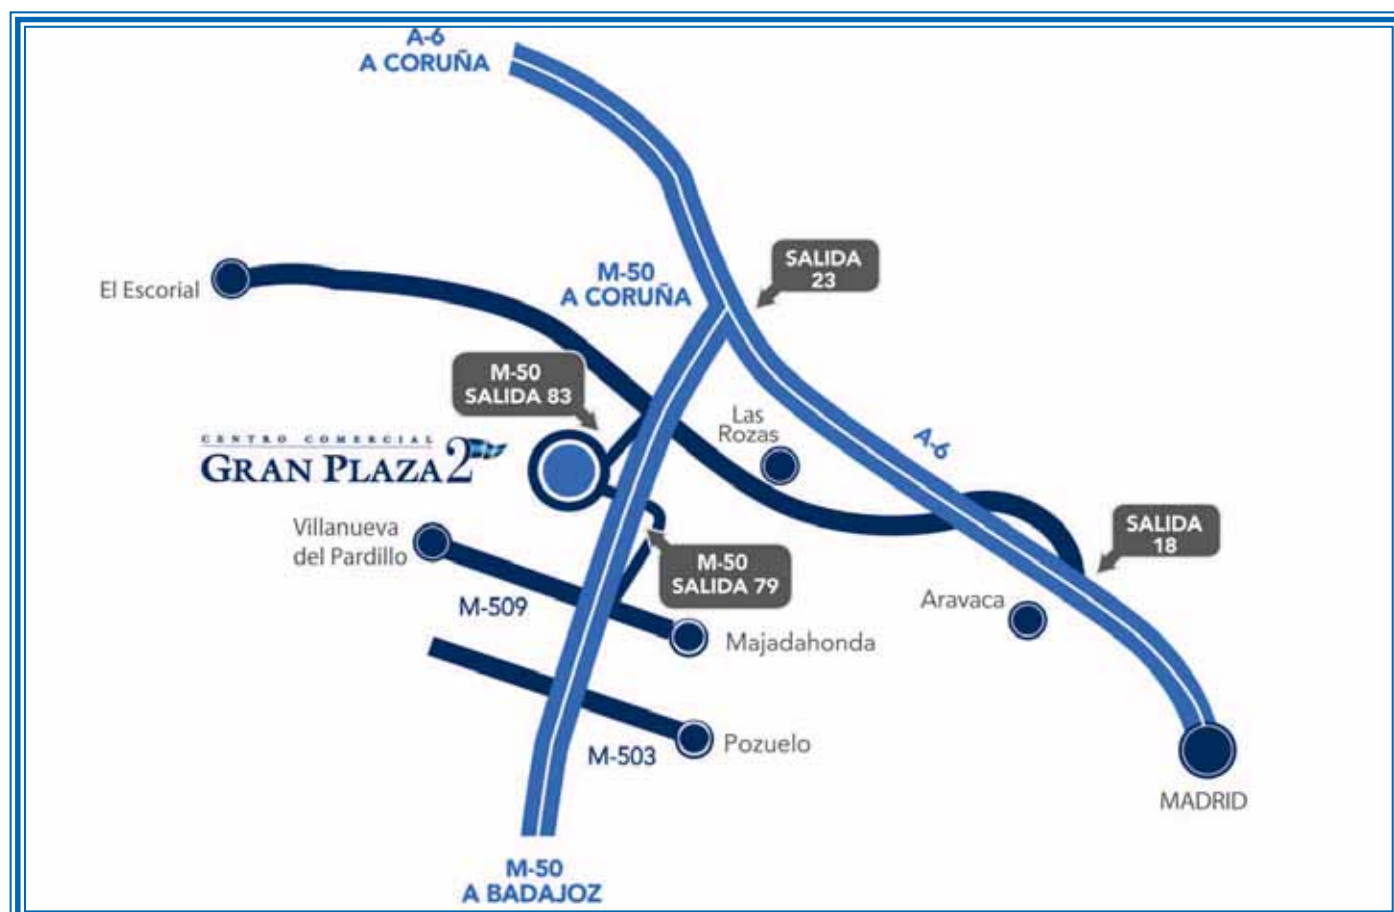 A-6
A CORUÑA
SALIDA
23
M-50
A CORUÑA
El Escorial
M-50
SALIDA 83
Las
Rozas
A-6
CENTRO COMERCIAL
GRAN PLAZA 2
Villanueva
del Pardillo
SALIDA
18
M-50
SALIDA 79
Aravaca
M-509
Majadahonda
Pozuelo
M-503
MADRID
M-50
A BADAJOZ